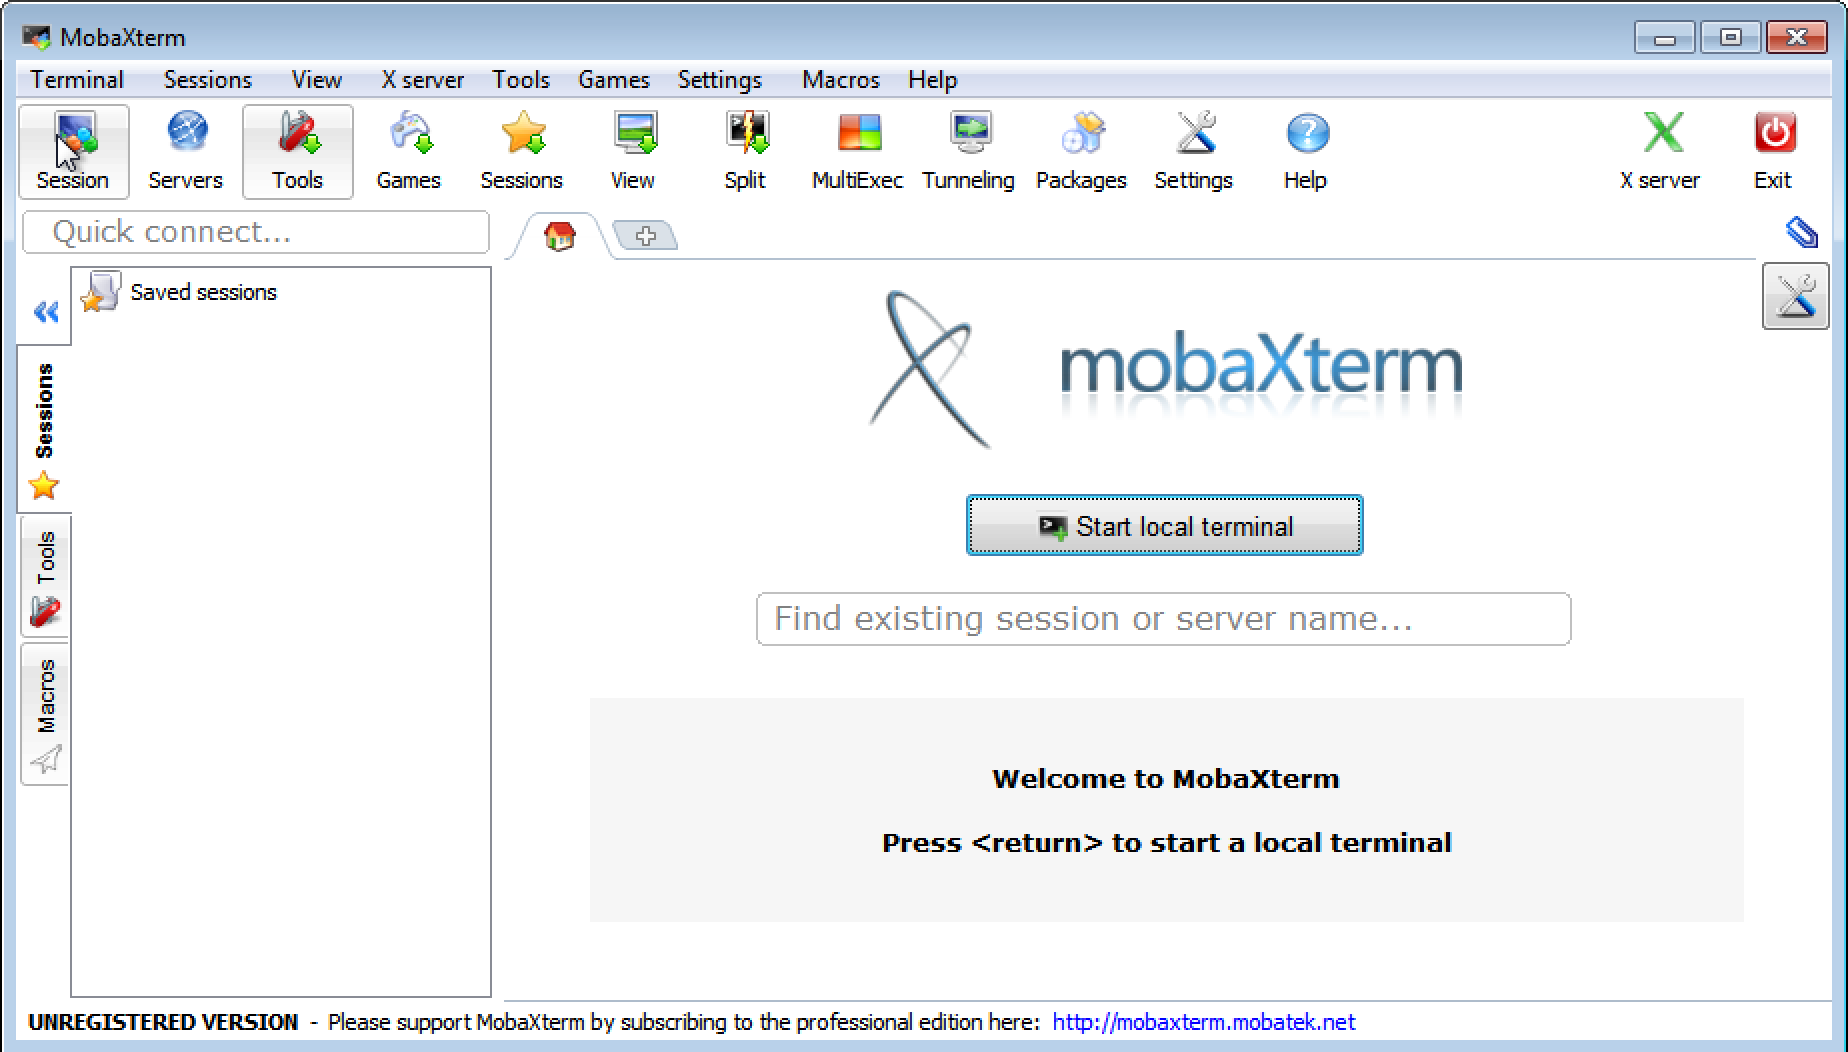 MobaXterm
Terminal Sessions View X server Tools Games Settings Macros Help
Session Servers Tools Games Sessions View Split MultiExec Tunneling Packages Settings Help X server Exit
Quick connect...
Saved sessions
Sessions
Tools
Macros
mobaXterm
Start local terminal
Find existing session or server name...
Welcome to MobaXterm
Press <return> to start a local terminal
UNREGISTERED VERSION - Please support MobaXterm by subscribing to the professional edition here: http://mobaxterm.mobatek.net